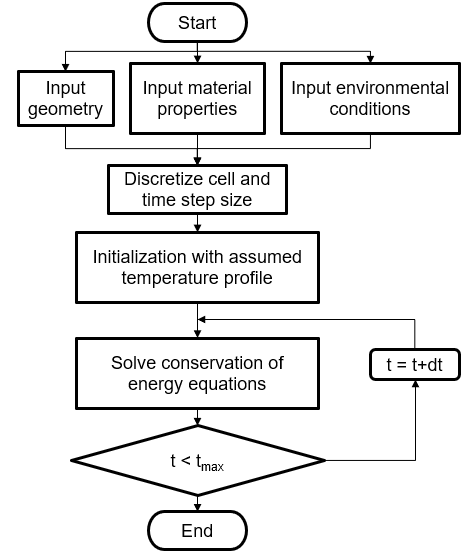 Start
Input
geometry
Input material
properties
Input environmental
conditions
Discretize cell and
time step size
Initialization with assumed
temperature profile
Solve conservation of
energy equations
t = t+dt
t < tmax
End